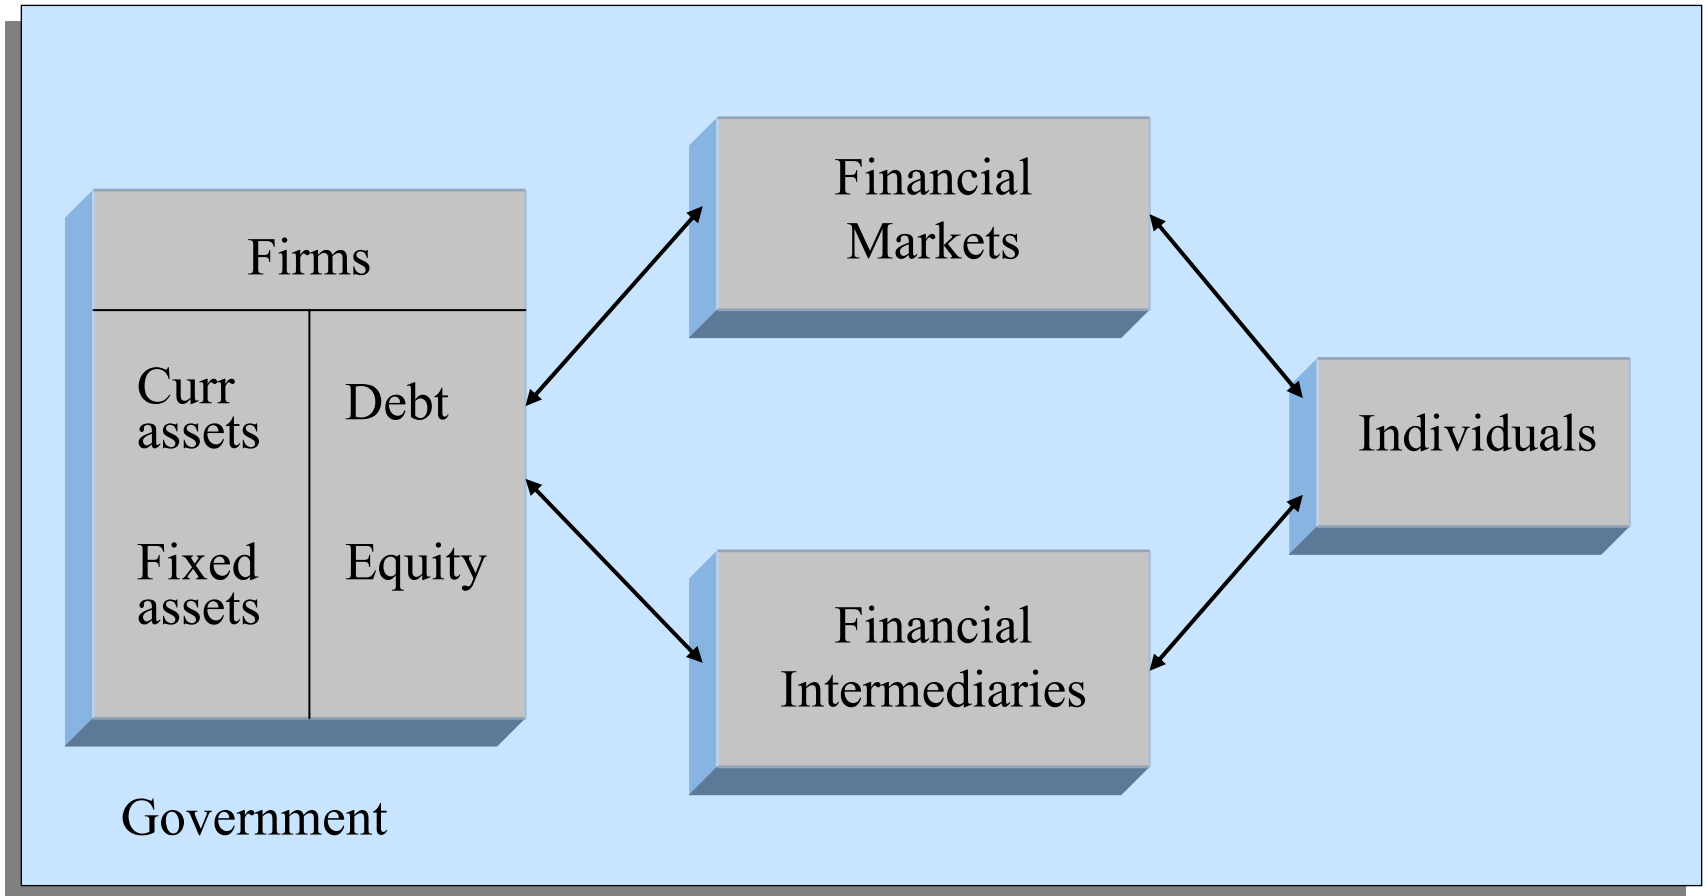 Financial
Markets
Firms
Curr
assets
Debt
Individuals
Fixed
assets
Equity
Financial
Intermediaries
Government